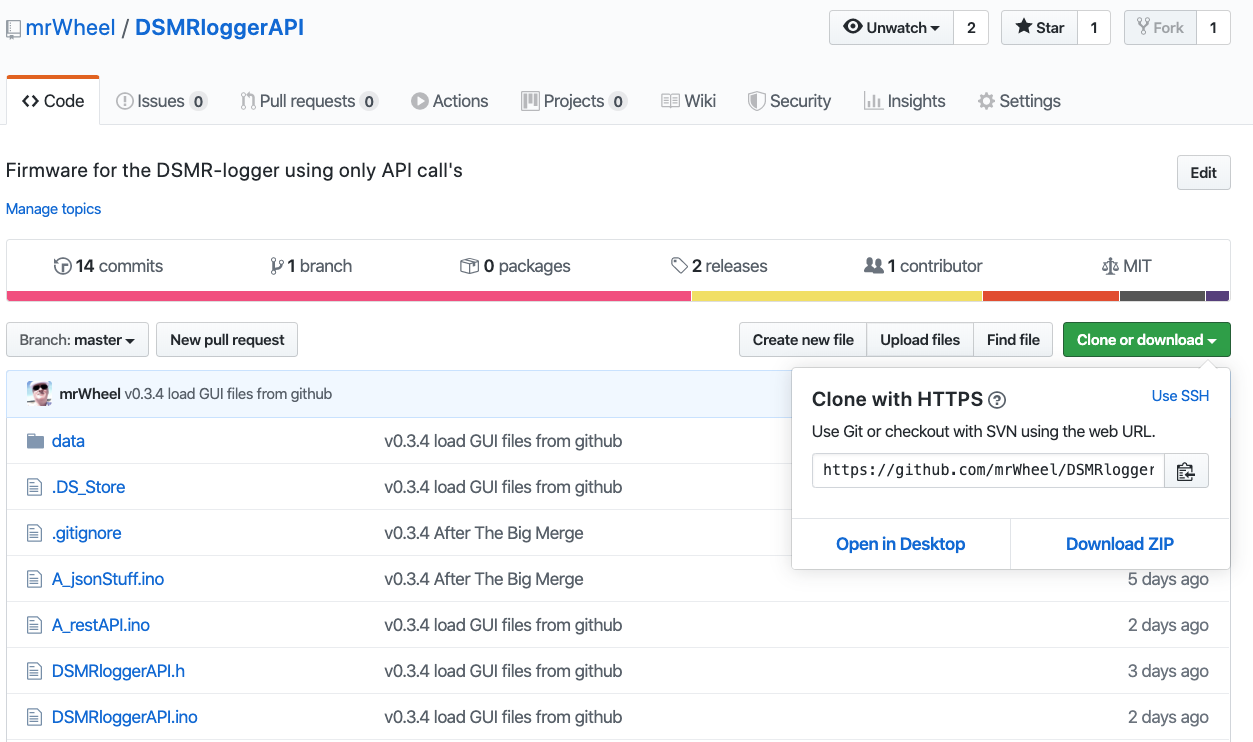 mrWheel / DSMRloggerAPI
Unwatch 2 Star 1 Fork 1
Code Issues 0 Pull requests 0 Actions Projects 0 Wiki Security Insights Settings
Firmware for the DSMR-logger using only API call's
Edit
Manage topics
14 commits 1 branch 0 packages 2 releases 1 contributor MIT
Branch: master New pull request Create new file Upload files Find file Clone or download
mrWheel v0.3.4 load GUI files from github
Clone with HTTPS ? Use SSH
Use Git or checkout with SVN using the web URL.
https://github.com/mrWheel/DSMRlogger
Open in Desktop Download ZIP
data v0.3.4 load GUI files from github
.DS_Store v0.3.4 load GUI files from github
.gitignore v0.3.4 After The Big Merge
A_jsonStuff.ino v0.3.4 After The Big Merge 5 days ago
A_restAPI.ino v0.3.4 load GUI files from github 2 days ago
DSMRloggerAPI.h v0.3.4 load GUI files from github 3 days ago
DSMRloggerAPI.ino v0.3.4 load GUI files from github 2 days ago